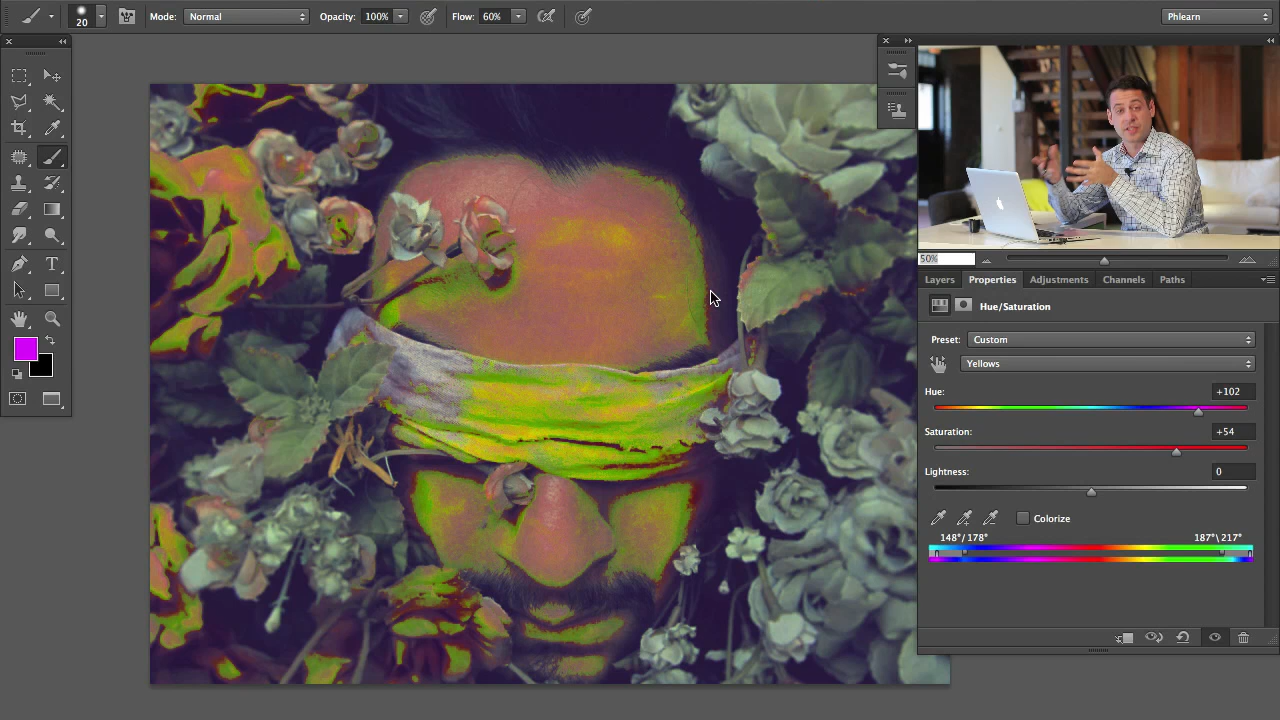 20 Mode: Normal Opacity: 100% Flow: 60% Phlearn
50%
Layers Properties Adjustments Channels Paths
Hue/Saturation
Preset: Custom
Yellows
Hue: +102
Saturation: +54
Lightness: 0
Colorize
148°/178° 187°\217°
T